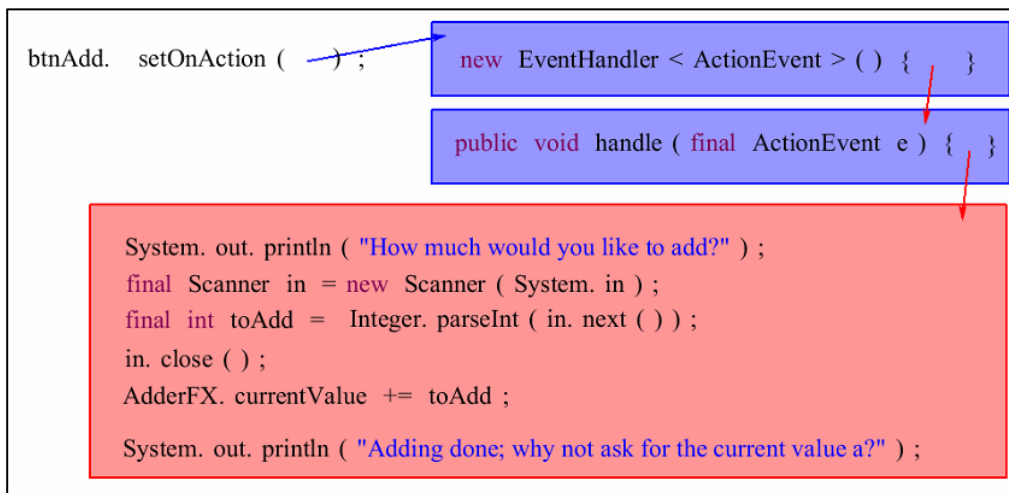 btnAdd. setOnAction ( ) ; new EventHandler < ActionEvent > ( ) { }
public void handle ( final ActionEvent e ) { }
System. out. println ( "How much would you like to add?" ) ;
final Scanner in = new Scanner ( System. in ) ;
final int toAdd = Integer. parseInt ( in. next ( ) ) ;
in. close ( ) ;
AdderFX. currentValue += toAdd ;
System. out. println ( "Adding done; why not ask for the current value a?" ) ;